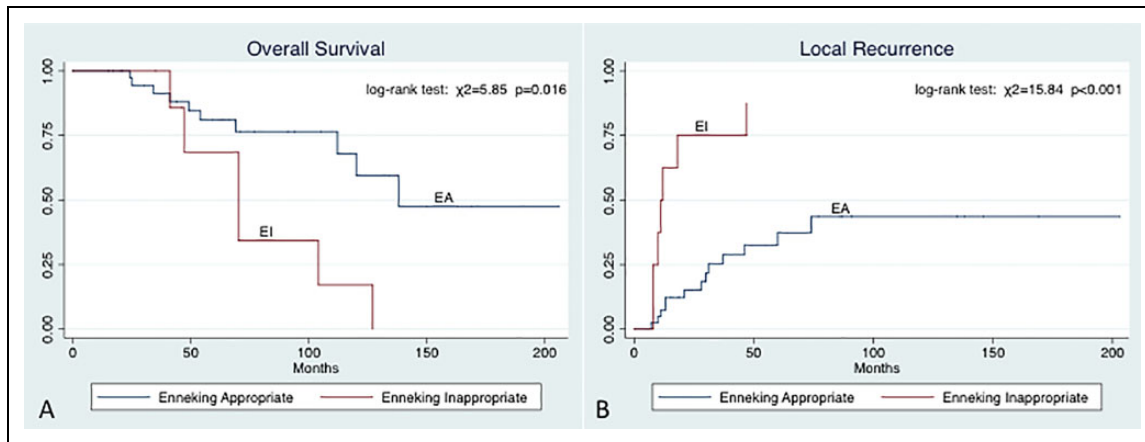 Overall Survival
log-rank test: χ2=5.85 p=0.016
1.00
0.75
0.50
0.25
0.00
EA
EI
0 50 100 150 200
Months
Enneking Appropriate Enneking Inappropriate
A
Local Recurrence
log-rank test: χ2=15.84 p<0.001
1.00
0.75
0.50
0.25
0.00
EI
EA
0 50 100 150 200
Months
Enneking Appropriate Enneking Inappropriate
B